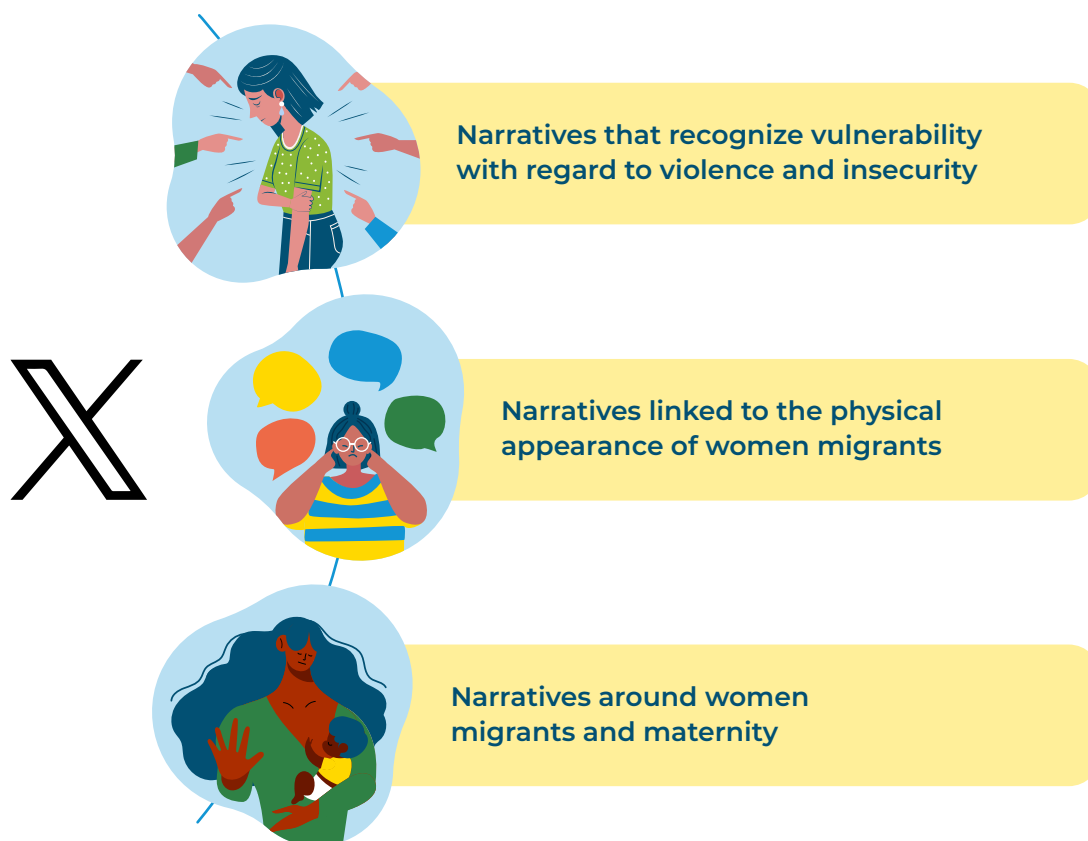 Narratives that recognize vulnerability
with regard to violence and insecurity
Narratives linked to the physical
appearance of women migrants
Narratives around women
migrants and maternity